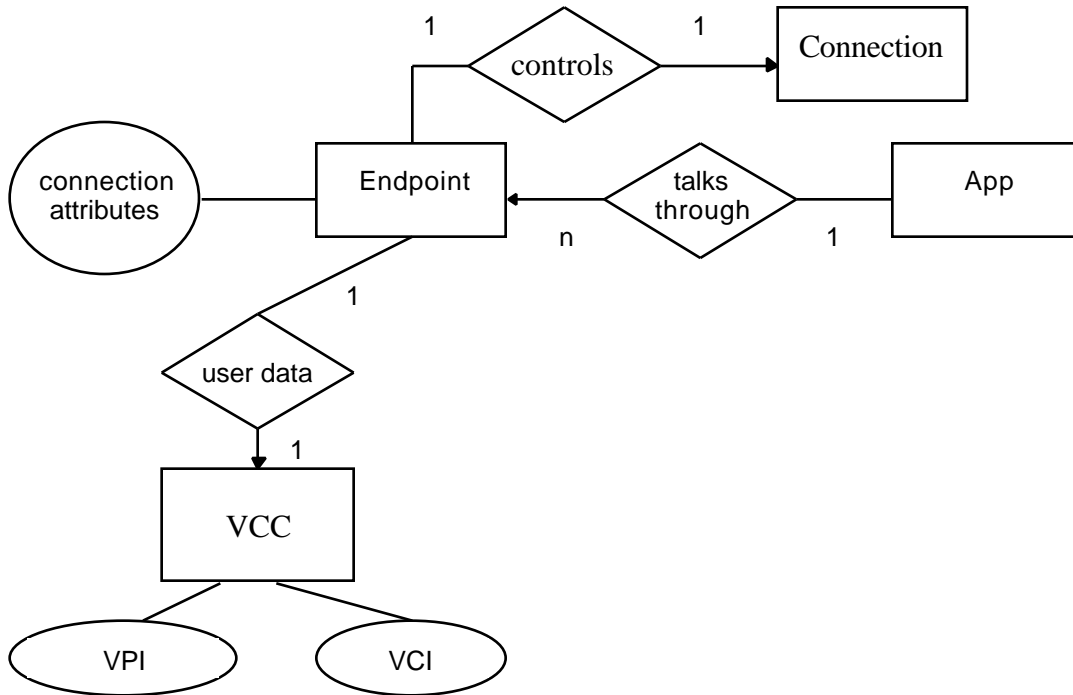 1
1
controls
Connection
connection
attributes
Endpoint
talks
through
App
n
1
1
user data
1
VCC
VPI
VCI